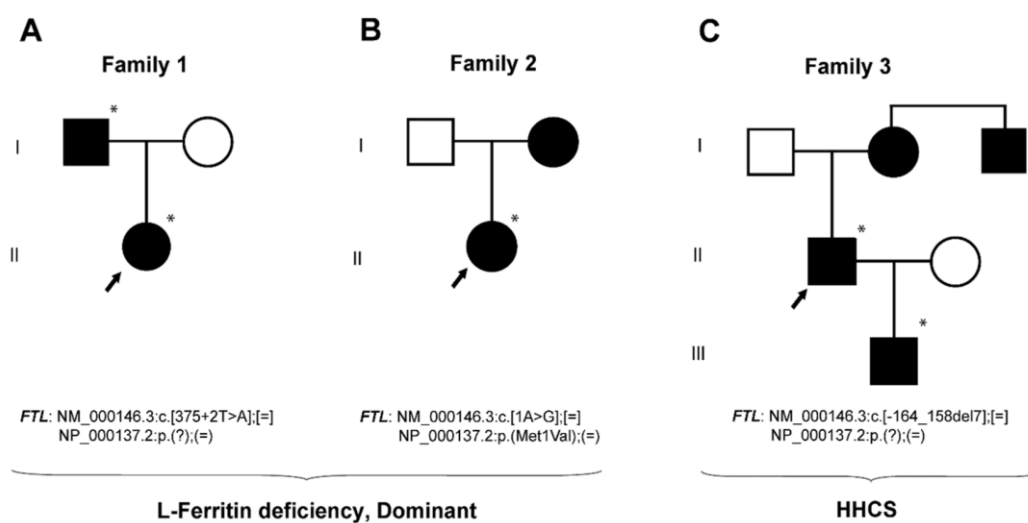 A
Family 1
*
I
*
II
FTL: NM_000146.3:c.[375+2T>A];[=]
NP_000137.2:p.(?);(=)
B
Family 2
I
*
II
FTL: NM_000146.3:c.[1A>G];[=]
NP_000137.2:p.(Met1Val);(=)
L-Ferritin deficiency, Dominant
C
Family 3
I
*
II
*
III
FTL: NM_000146.3:c.[-164_158del7];[=]
NP_000137.2:p.(?);(=)
HHCS